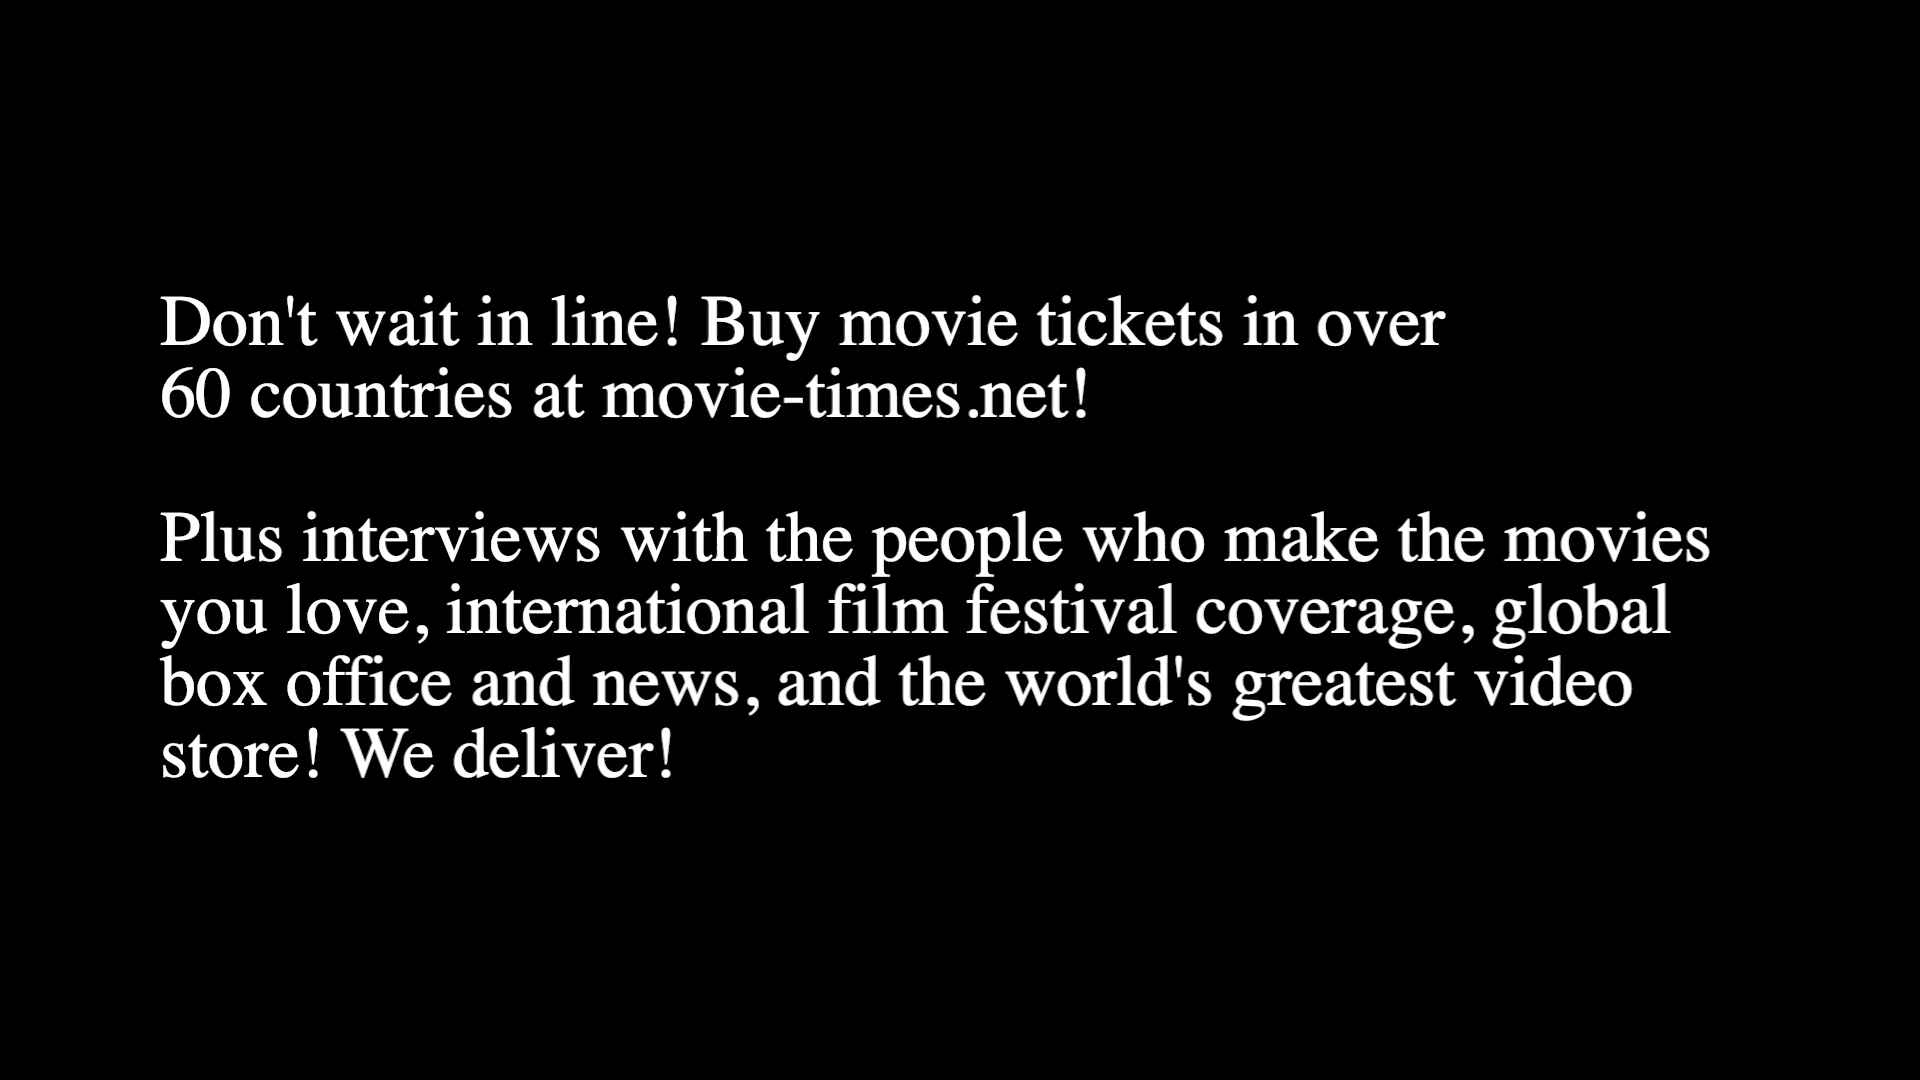 Don't wait in line! Buy movie tickets in over
60 countries at movie-times.net!
Plus interviews with the people who make the movies
you love, international film festival coverage, global
box office and news, and the world's greatest video
store! We deliver!